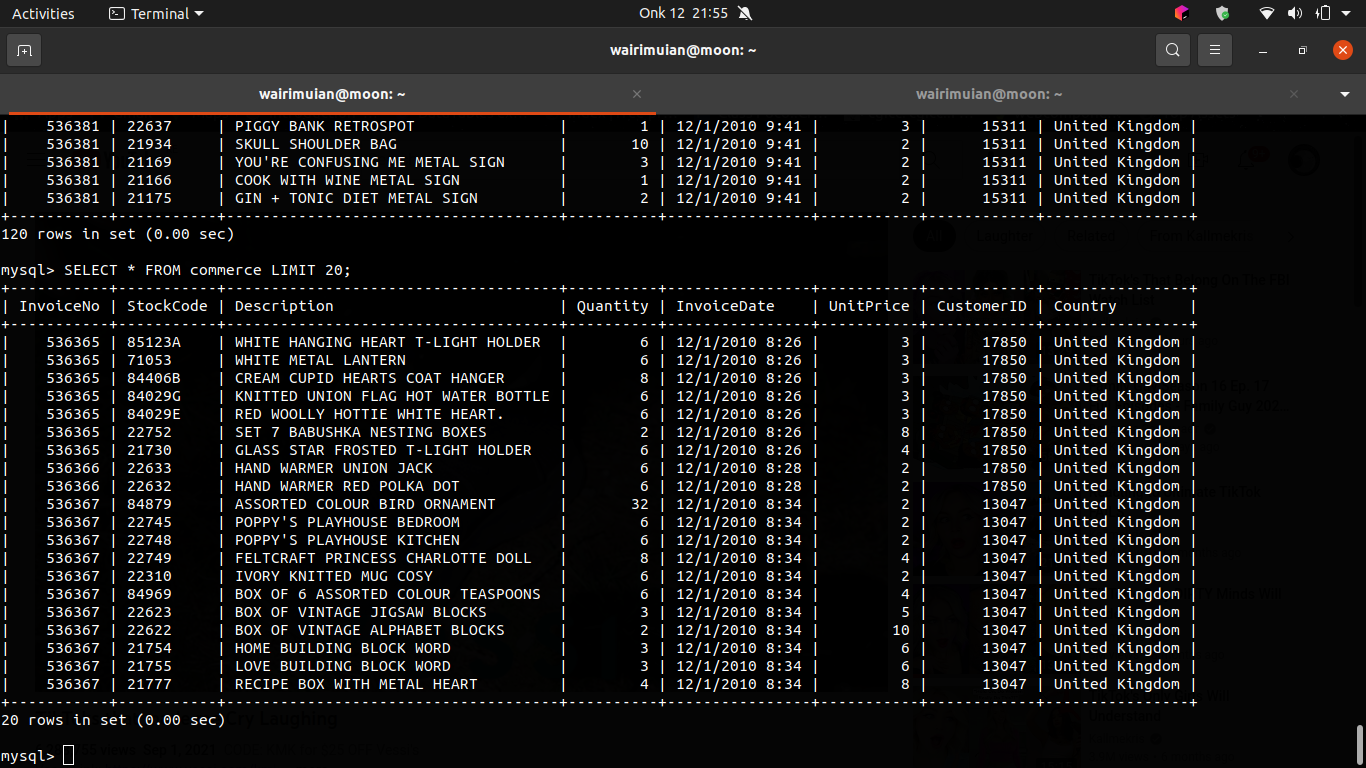 Activities Terminal Onk 12 21:55
wairimuian@moon: ~
wairimuian@moon: ~ × wairimuian@moon: ~ ×
| 536381 | 22637 | PIGGY BANK RETROSPOT | 1 | 12/1/2010 9:41 | 3 | 15311 | United Kingdom |
| 536381 | 21934 | SKULL SHOULDER BAG | 10 | 12/1/2010 9:41 | 2 | 15311 | United Kingdom |
| 536381 | 21169 | YOU'RE CONFUSING ME METAL SIGN | 3 | 12/1/2010 9:41 | 2 | 15311 | United Kingdom |
| 536381 | 21166 | COOK WITH WINE METAL SIGN | 1 | 12/1/2010 9:41 | 2 | 15311 | United Kingdom |
| 536381 | 21175 | GIN + TONIC DIET METAL SIGN | 2 | 12/1/2010 9:41 | 2 | 15311 | United Kingdom |
+-----------+-----------+-------------------------------------+----------+----------------+-----------+------------+----------------+
120 rows in set (0.00 sec)
mysql> SELECT * FROM commerce LIMIT 20;
+-----------+-----------+-------------------------------------+----------+----------------+-----------+------------+----------------+
| InvoiceNo | StockCode | Description | Quantity | InvoiceDate | UnitPrice | CustomerID | Country |
+-----------+-----------+-------------------------------------+----------+----------------+-----------+------------+----------------+
| 536365 | 85123A | WHITE HANGING HEART T-LIGHT HOLDER | 6 | 12/1/2010 8:26 | 3 | 17850 | United Kingdom |
| 536365 | 71053 | WHITE METAL LANTERN | 6 | 12/1/2010 8:26 | 3 | 17850 | United Kingdom |
| 536365 | 84406B | CREAM CUPID HEARTS COAT HANGER | 8 | 12/1/2010 8:26 | 3 | 17850 | United Kingdom |
| 536365 | 84029G | KNITTED UNION FLAG HOT WATER BOTTLE | 6 | 12/1/2010 8:26 | 3 | 17850 | United Kingdom |
| 536365 | 84029E | RED WOOLLY HOTTIE WHITE HEART. | 6 | 12/1/2010 8:26 | 3 | 17850 | United Kingdom |
| 536365 | 22752 | SET 7 BABUSHKA NESTING BOXES | 2 | 12/1/2010 8:26 | 8 | 17850 | United Kingdom |
| 536365 | 21730 | GLASS STAR FROSTED T-LIGHT HOLDER | 6 | 12/1/2010 8:26 | 4 | 17850 | United Kingdom |
| 536366 | 22633 | HAND WARMER UNION JACK | 6 | 12/1/2010 8:28 | 2 | 17850 | United Kingdom |
| 536366 | 22632 | HAND WARMER RED POLKA DOT | 6 | 12/1/2010 8:28 | 2 | 17850 | United Kingdom |
| 536367 | 84879 | ASSORTED COLOUR BIRD ORNAMENT | 32 | 12/1/2010 8:34 | 2 | 13047 | United Kingdom |
| 536367 | 22745 | POPPY'S PLAYHOUSE BEDROOM | 6 | 12/1/2010 8:34 | 2 | 13047 | United Kingdom |
| 536367 | 22748 | POPPY'S PLAYHOUSE KITCHEN | 6 | 12/1/2010 8:34 | 2 | 13047 | United Kingdom |
| 536367 | 22749 | FELTCRAFT PRINCESS CHARLOTTE DOLL | 8 | 12/1/2010 8:34 | 4 | 13047 | United Kingdom |
| 536367 | 22310 | IVORY KNITTED MUG COSY | 6 | 12/1/2010 8:34 | 2 | 13047 | United Kingdom |
| 536367 | 84969 | BOX OF 6 ASSORTED COLOUR TEASPOONS | 6 | 12/1/2010 8:34 | 4 | 13047 | United Kingdom |
| 536367 | 22623 | BOX OF VINTAGE JIGSAW BLOCKS | 3 | 12/1/2010 8:34 | 5 | 13047 | United Kingdom |
| 536367 | 22622 | BOX OF VINTAGE ALPHABET BLOCKS | 2 | 12/1/2010 8:34 | 10 | 13047 | United Kingdom |
| 536367 | 21754 | HOME BUILDING BLOCK WORD | 3 | 12/1/2010 8:34 | 6 | 13047 | United Kingdom |
| 536367 | 21755 | LOVE BUILDING BLOCK WORD | 3 | 12/1/2010 8:34 | 6 | 13047 | United Kingdom |
| 536367 | 21777 | RECIPE BOX WITH METAL HEART | 4 | 12/1/2010 8:34 | 8 | 13047 | United Kingdom |
+-----------+-----------+-------------------------------------+----------+----------------+-----------+------------+----------------+
20 rows in set (0.00 sec)
mysql>